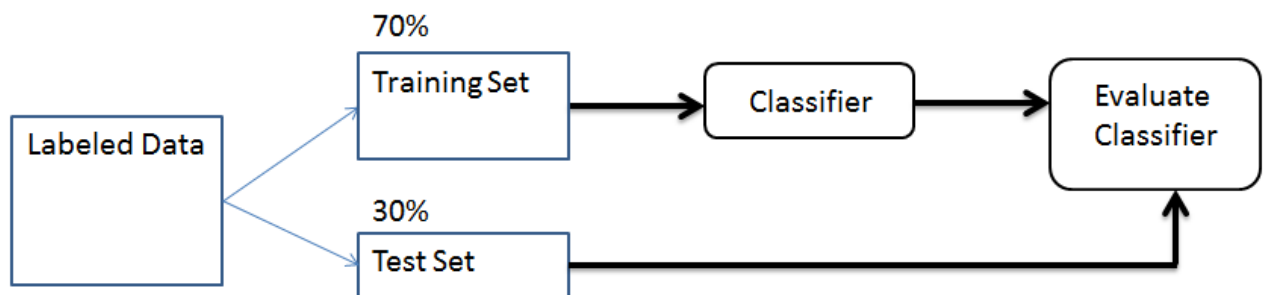 70%
Training Set
Classifier
Evaluate
Classifier
Labeled Data
30%
Test Set